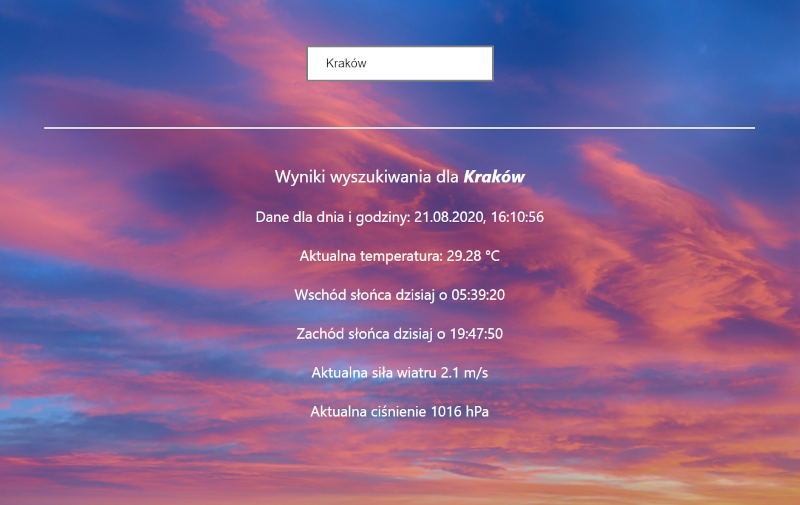 Kraków
Wyniki wyszukiwania dla Kraków
Dane dla dnia i godziny: 21.08.2020, 16:10:56
Aktualna temperatura: 29.28 °C
Wschód słońca dzisiaj o 05:39:20
Zachód słońca dzisiaj o 19:47:50
Aktualna siła wiatru 2.1 m/s
Aktualna ciśnienie 1016 hPa